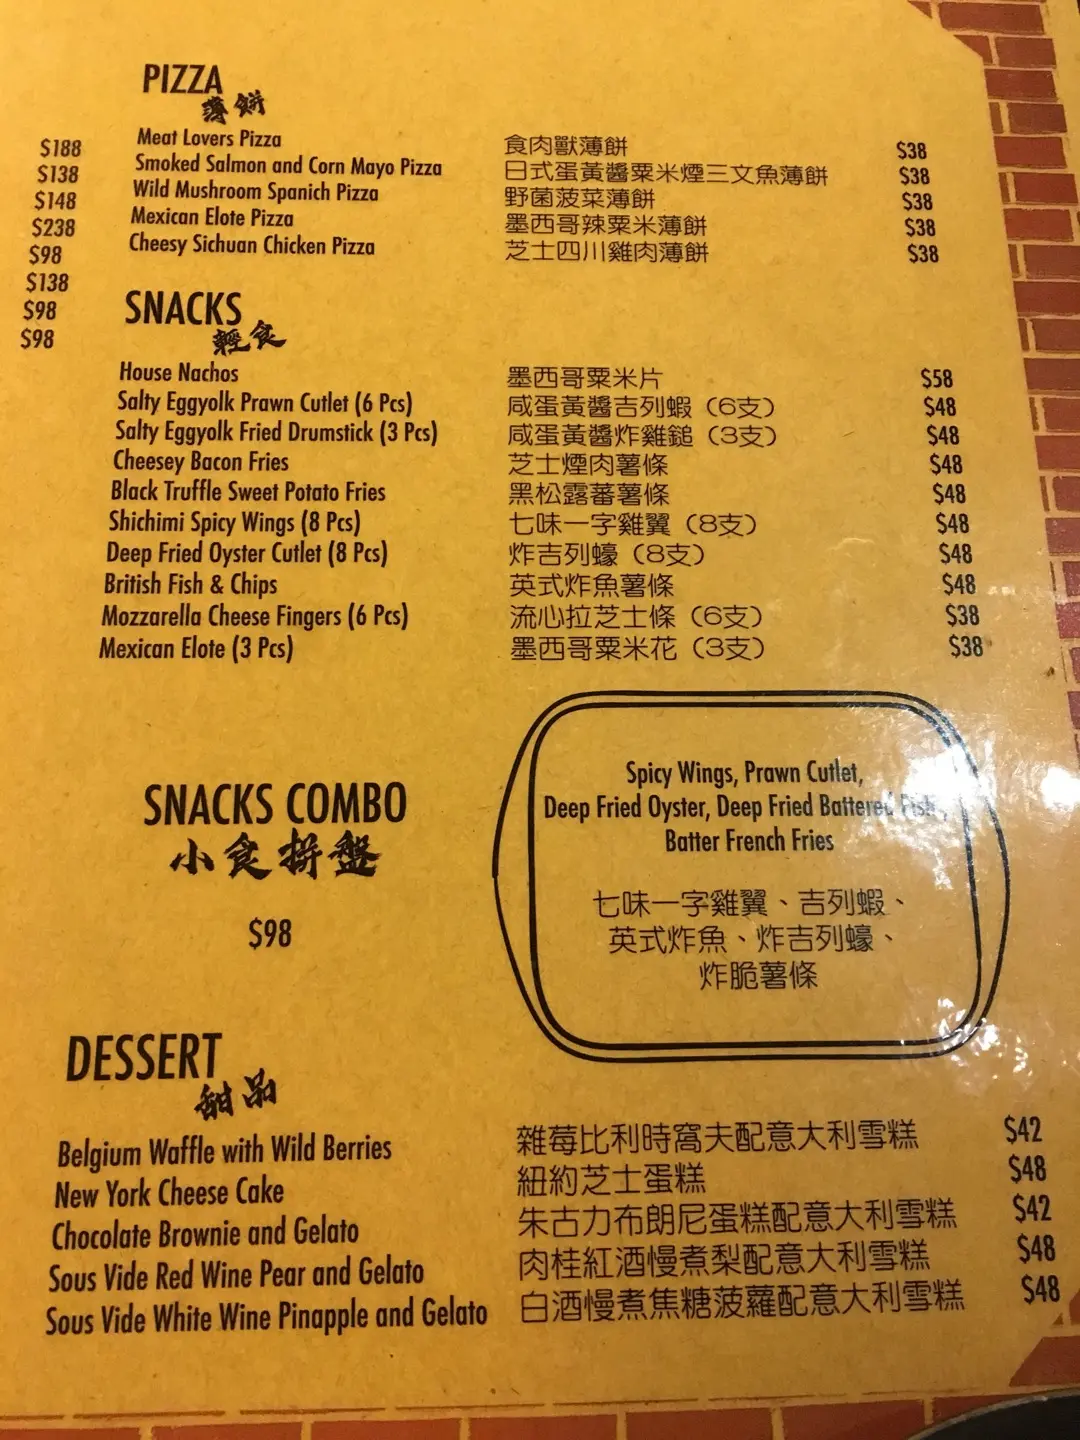 $188
$138
$148
$238
$98
$138
$98
$98
PIZZA
薄餅
Meat Lovers Pizza 食肉獸薄餅 $38
Smoked Salmon and Corn Mayo Pizza 日式蛋黃醬粟米煙三文魚薄餅 $38
Wild Mushroom Spanich Pizza 野菌菠菜薄餅 $38
Mexican Elote Pizza 墨西哥辣粟米薄餅 $38
Cheesy Sichuan Chicken Pizza 芝士四川雞肉薄餅 $38
SNACKS
輕食
House Nachos 墨西哥粟米片 $58
Salty Eggyolk Prawn Cutlet (6 Pcs) 咸蛋黃醬吉列蝦（6支） $48
Salty Eggyolk Fried Drumstick (3 Pcs) 咸蛋黃醬炸雞鎚（3支） $48
Cheesey Bacon Fries 芝士煙肉薯條 $48
Black Truffle Sweet Potato Fries 黑松露蕃薯條 $48
Shichimi Spicy Wings (8 Pcs) 七味一字雞翼（8支） $48
Deep Fried Oyster Cutlet (8 Pcs) 炸吉列蠔（8支） $48
British Fish & Chips 英式炸魚薯條 $48
Mozzarella Cheese Fingers (6 Pcs) 流心拉芝士條（6支） $38
Mexican Elote (3 Pcs) 墨西哥粟米花（3支） $38
SNACKS COMBO
小食拼盤
$98
Spicy Wings, Prawn Cutlet,
Deep Fried Oyster, Deep Fried Battered Fish,
Batter French Fries
七味一字雞翼、吉列蝦、
英式炸魚、炸吉列蠔、
炸脆薯條
DESSERT
甜品
Belgium Waffle with Wild Berries 雜莓比利時窩夫配意大利雪糕 $42
New York Cheese Cake 紐約芝士蛋糕 $48
Chocolate Brownie and Gelato 朱古力布朗尼蛋糕配意大利雪糕 $42
Sous Vide Red Wine Pear and Gelato 肉桂紅酒慢煮梨配意大利雪糕 $48
Sous Vide White Wine Pinapple and Gelato 白酒慢煮焦糖菠蘿配意大利雪糕 $48